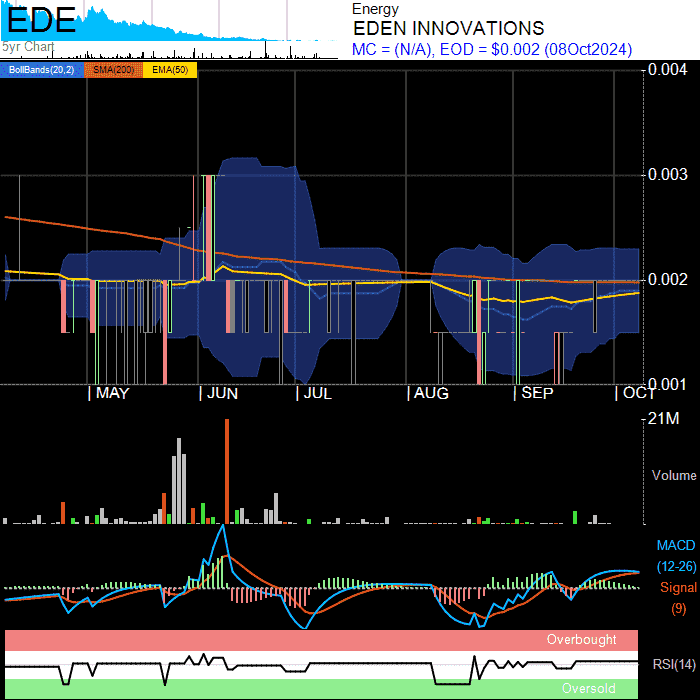 EDE
5yr Chart
Energy
EDEN INNOVATIONS
MC = (N/A), EOD = $0.002 (08Oct2024)
BollBands(20,2) SMA(200) EMA(50)
0.004
0.003
0.002
0.001
MAY JUN JUL AUG SEP OCT
21M
Volume
MACD
(12-26)
Signal
(9)
Overbought
RSI(14)
Oversold